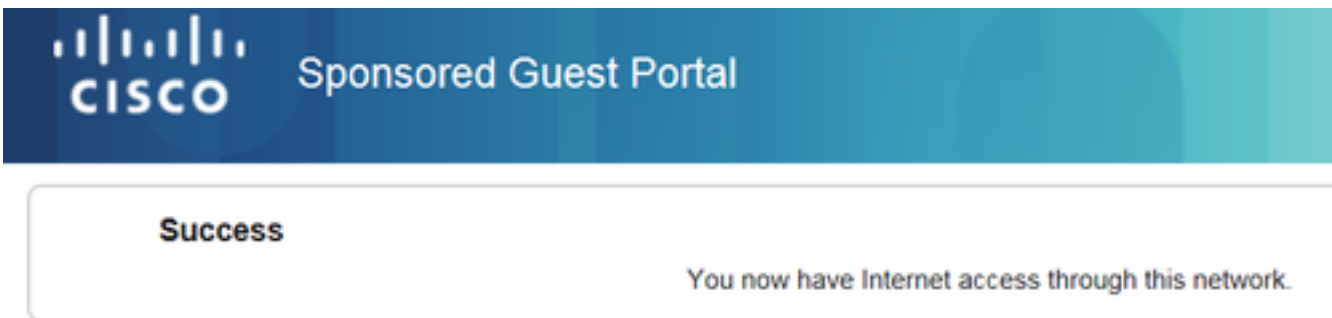 CISCO
Sponsored Guest Portal
Success
You now have Internet access through this network.